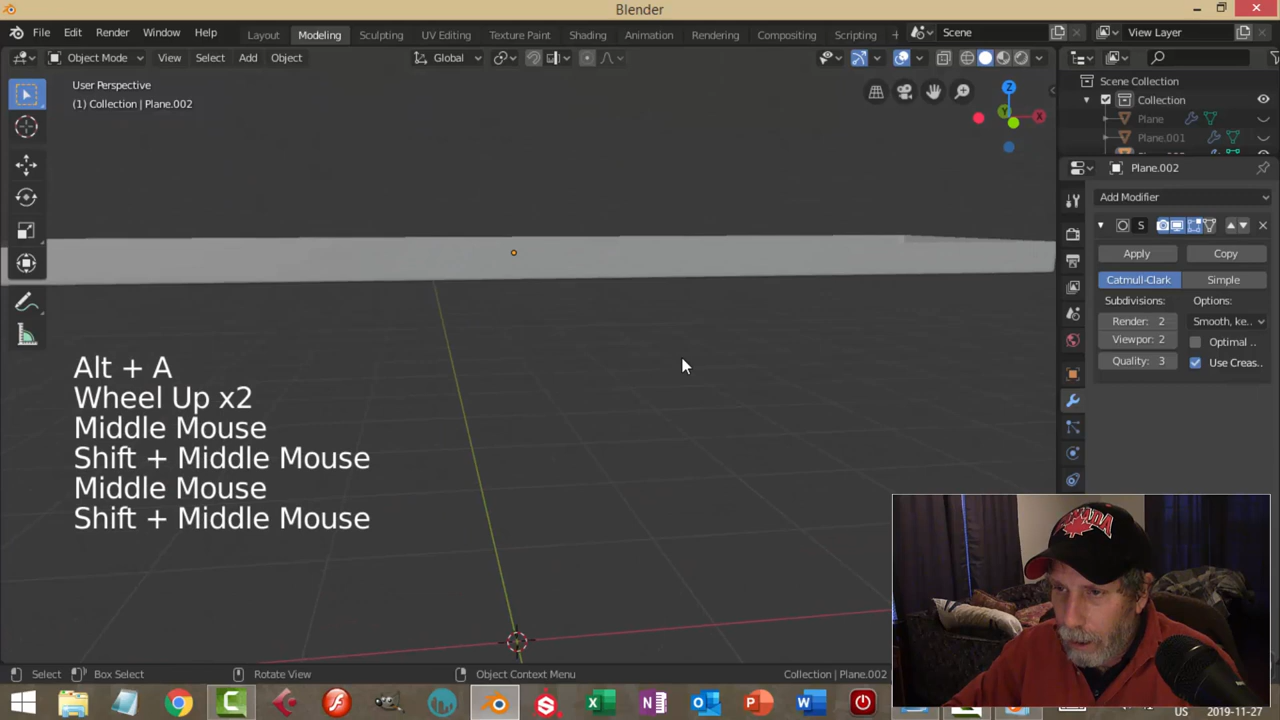 Blender
File Edit Render Window Help Layout Modeling Sculpting UV Editing Texture Paint Shading Animation Rendering Compositing Scripting Scene View Layer
Object Mode View Select Add Object Global
User Perspective
(1) Collection | Plane.002
Z
Y
X
Scene Collection
Collection
Plane
Plane.001
Plane.002
Add Modifier
S
Apply Copy
Catmull-Clark Simple
Subdivisions: Options:
Render: 2 Smooth, ke..
Viewpor: 2 Optimal ..
Quality: 3 Use Creas..
Alt + A
Wheel Up x2
Middle Mouse
Shift + Middle Mouse
Middle Mouse
Shift + Middle Mouse
Select Box Select Rotate View Object Context Menu Collection | Plane.002
US 2019-11-27